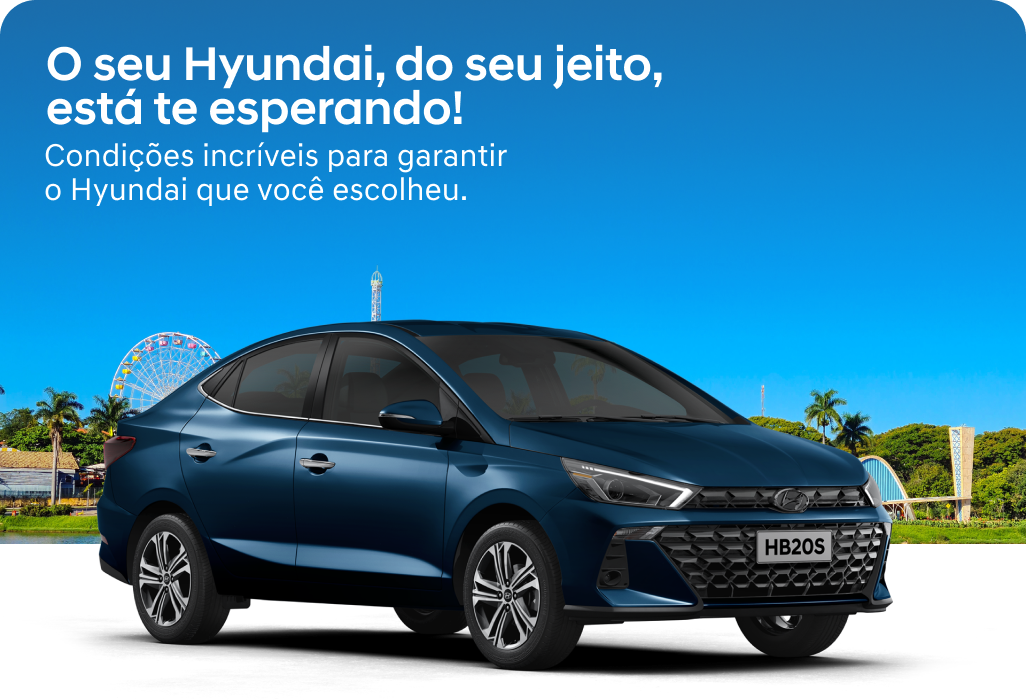 O seu Hyundai, do seu jeito,
está te esperando!
Condições incríveis para garantir
o Hyundai que você escolheu.
HB20S